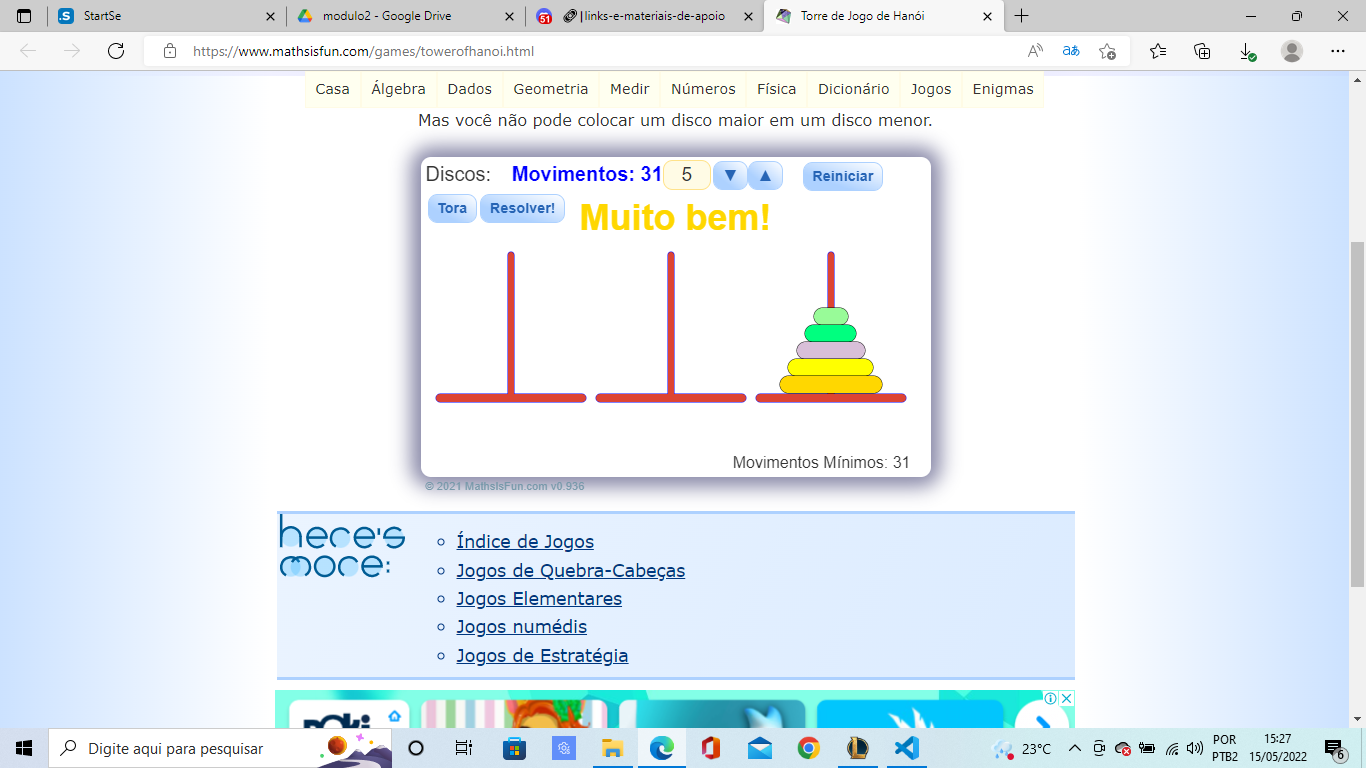 StartSe
modulo2 - Google Drive
51
links-e-materiais-de-apoio
Torre de Jogo de Hanói
https://www.mathsisfun.com/games/towerofhanoi.html
Casa Álgebra Dados Geometria Medir Números Física Dicionário Jogos Enigmas
Mas você não pode colocar um disco maior em um disco menor.
Discos: Movimentos: 31 5 ▼ ▲ Reiniciar
Tora Resolver! Muito bem!
Movimentos Mínimos: 31
© 2021 MathsIsFun.com v0.936
here's
more:
Índice de Jogos
Jogos de Quebra-Cabeças
Jogos Elementares
Jogos numédis
Jogos de Estratégia
Digite aqui para pesquisar
23°C
POR
PTB2
15:27
15/05/2022
6